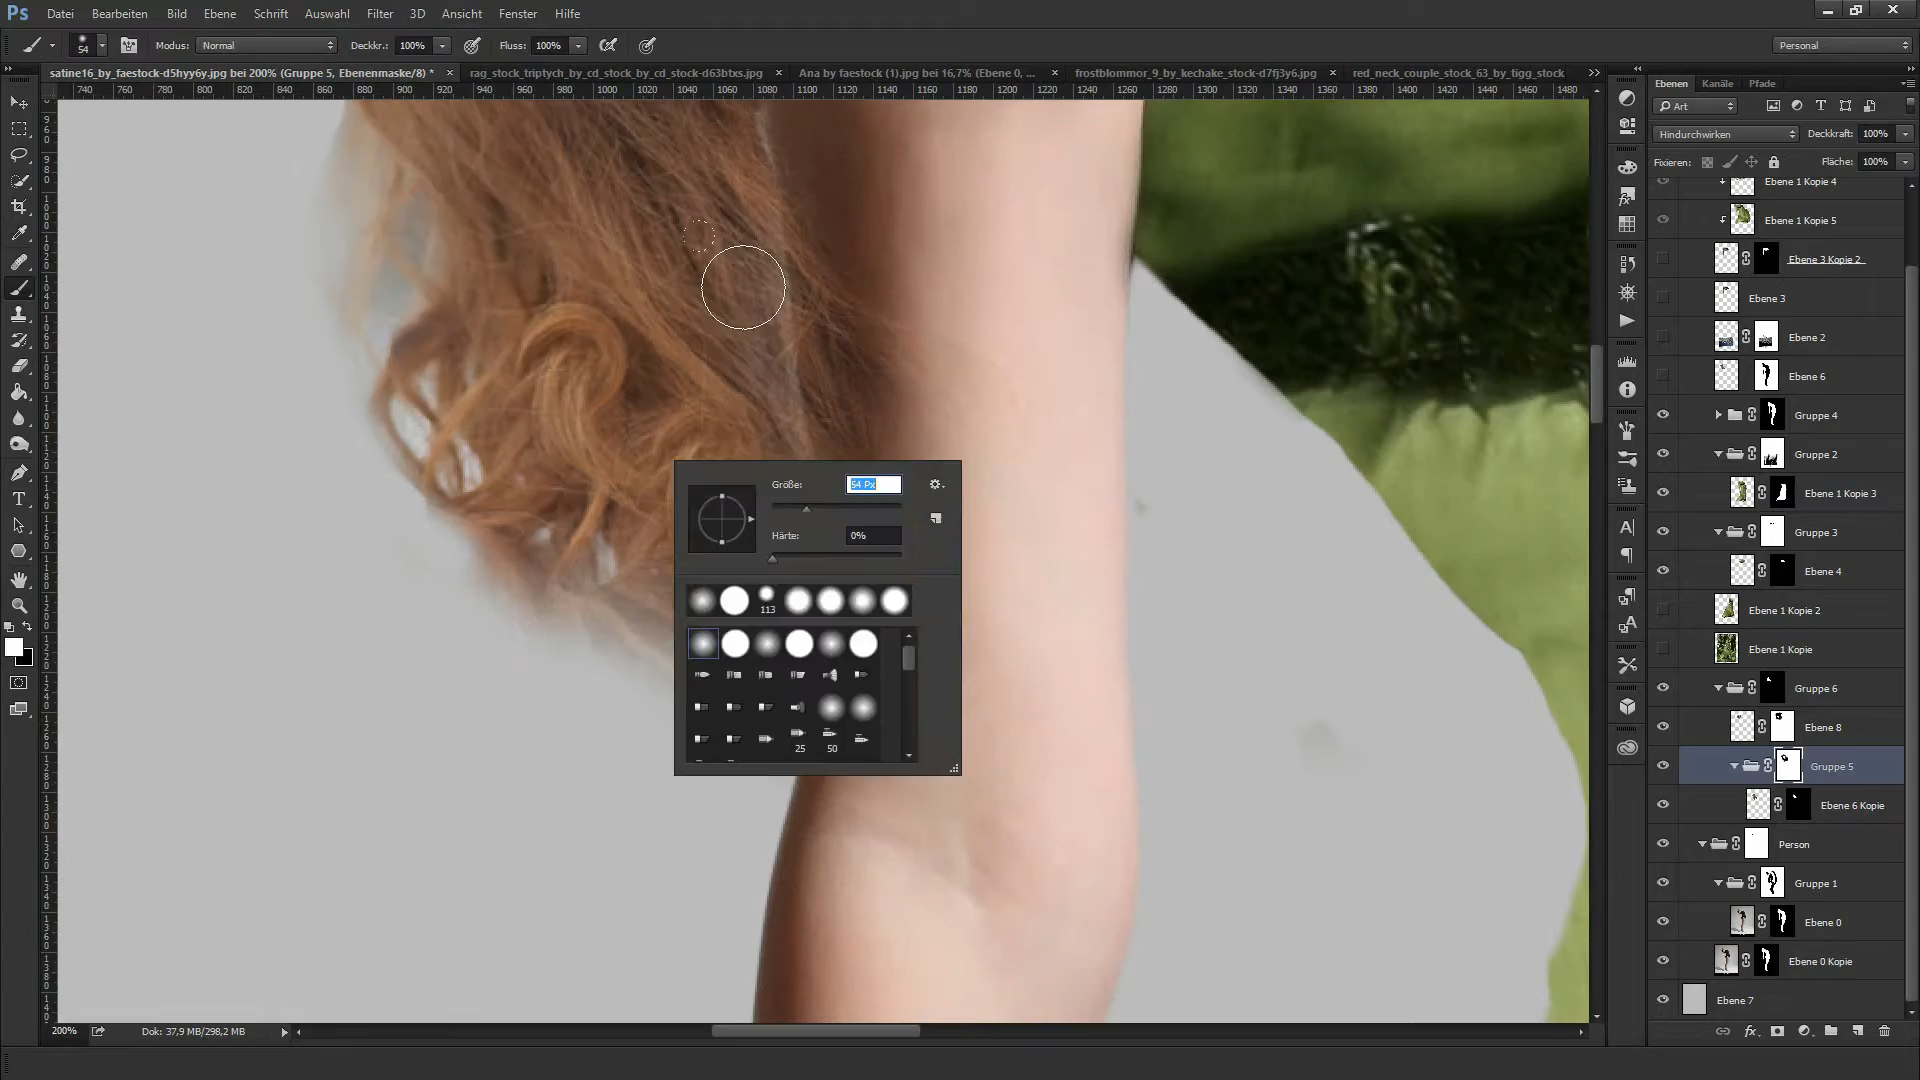 Ps Datei Bearbeiten Bild Ebene Schrift Auswahl Filter 3D Ansicht Fenster Hilfe
54 Modus: Normal Deckkr.: 100% Fluss: 100% Personal
satine16_by_faestock-d5hyy6y.jpg bei 200% (Gruppe 5, Ebenenmaske/8) * × rag_stock_triptych_by_cd_stock_by_cd_stock-d63btxs.jpg × Ana by faestock (1).jpg bei 16,7% (Ebene 0, ... × frostblommor_9_by_kechake_stock-d7fj3y6.jpg × red_neck_couple_stock_63_by_tigg_stock
740 760 780 800 820 840 860 880 900 920 940 960 980 1000 1020 1040 1060 1080 1100 1120 1140 1160 1180 1200 1220 1240 1260 1280 1300 1320 1340 1360 1380 1400 1420 1440 1460 1480
Ebenen Kanäle Pfade
Art
Hindurchwirken Deckkraft: 100%
Fixieren: Fläche: 100%
Ebene 1 Kopie 4
Ebene 1 Kopie 5
Ebene 3 Kopie 2
Ebene 3
Ebene 2
Ebene 6
Gruppe 4
Gruppe 2
Ebene 1 Kopie 3
Gruppe 3
Ebene 4
Ebene 1 Kopie 2
Ebene 1 Kopie
Gruppe 6
Ebene 8
Gruppe 5
Ebene 6 Kopie
Person
Gruppe 1
Ebene 0
Ebene 0 Kopie
Ebene 7
Größe: 54 Px
Härte: 0%
113
25 50
200% Dok: 37,9 MB/298,2 MB